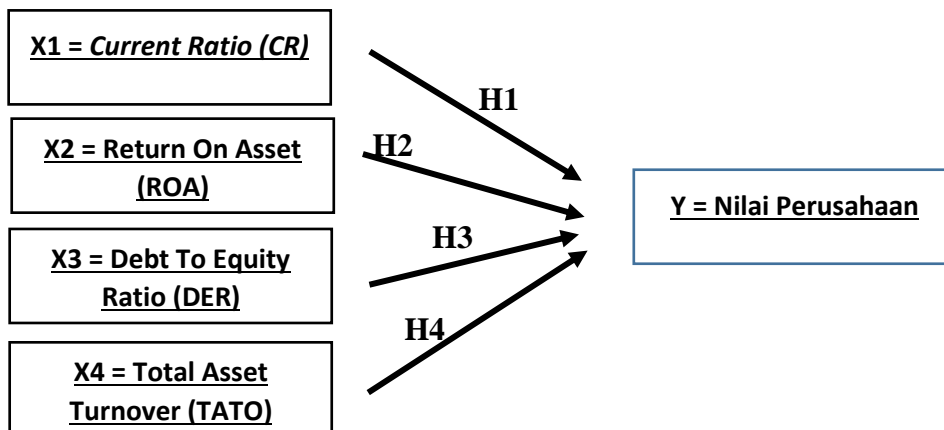 X1 = Current Ratio (CR)
H1
X2 = Return On Asset
(ROA)
H2
X3 = Debt To Equity
Ratio (DER)
H3
X4 = Total Asset
Turnover (TATO)
H4
Y = Nilai Perusahaan